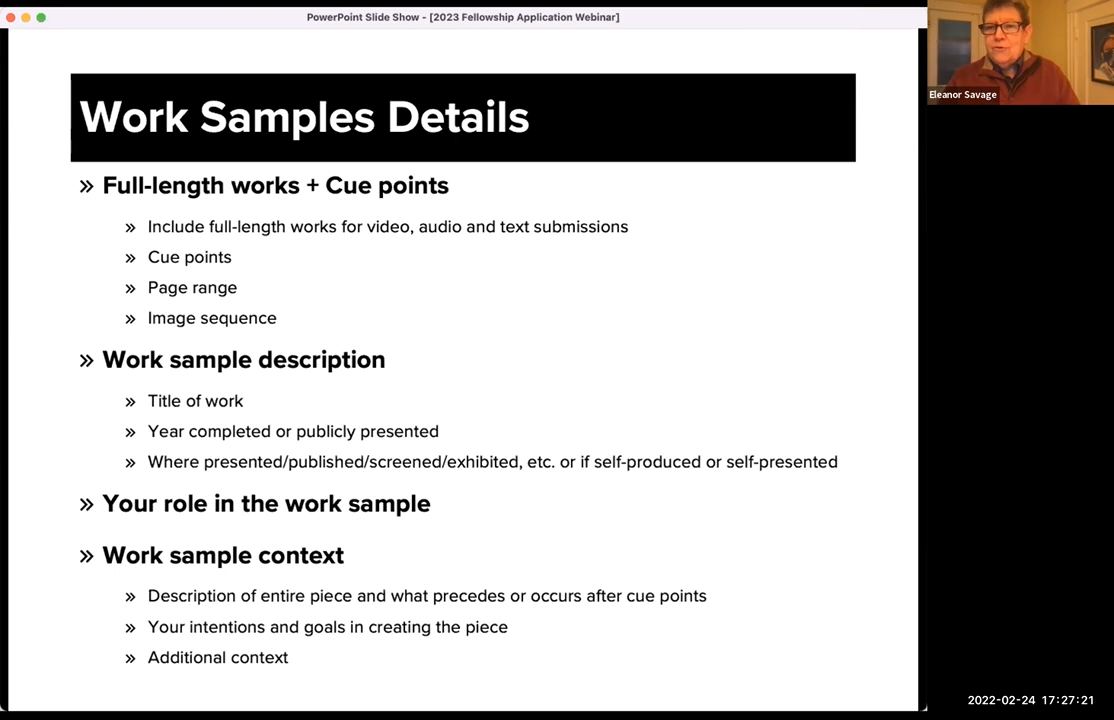 PowerPoint Slide Show - [2023 Fellowship Application Webinar]
Eleanor Savage
Work Samples Details
» Full-length works + Cue points
» Include full-length works for video, audio and text submissions
» Cue points
» Page range
» Image sequence
» Work sample description
» Title of work
» Year completed or publicly presented
» Where presented/published/screened/exhibited, etc. or if self-produced or self-presented
» Your role in the work sample
» Work sample context
» Description of entire piece and what precedes or occurs after cue points
» Your intentions and goals in creating the piece
» Additional context
2022-02-24 17:27:21